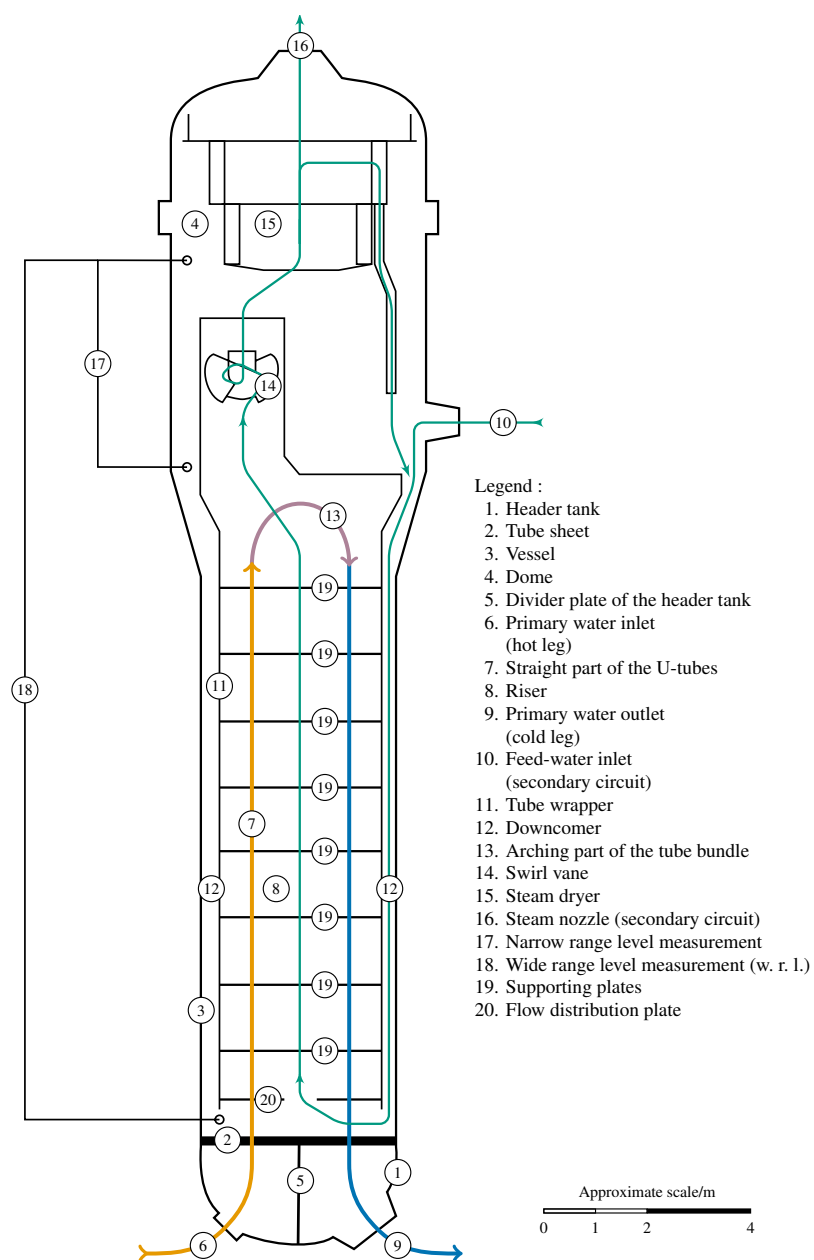 16
4
15
17
14
10
13
19
19
11
18
19
19
7
19
12
8
12
19
19
3
19
20
2
5
1
6
9
Legend :
1. Header tank
2. Tube sheet
3. Vessel
4. Dome
5. Divider plate of the header tank
6. Primary water inlet
(hot leg)
7. Straight part of the U-tubes
8. Riser
9. Primary water outlet
(cold leg)
10. Feed-water inlet
(secondary circuit)
11. Tube wrapper
12. Downcomer
13. Arching part of the tube bundle
14. Swirl vane
15. Steam dryer
16. Steam nozzle (secondary circuit)
17. Narrow range level measurement
18. Wide range level measurement (w. r. l.)
19. Supporting plates
20. Flow distribution plate
Approximate scale/m
0 1 2 4